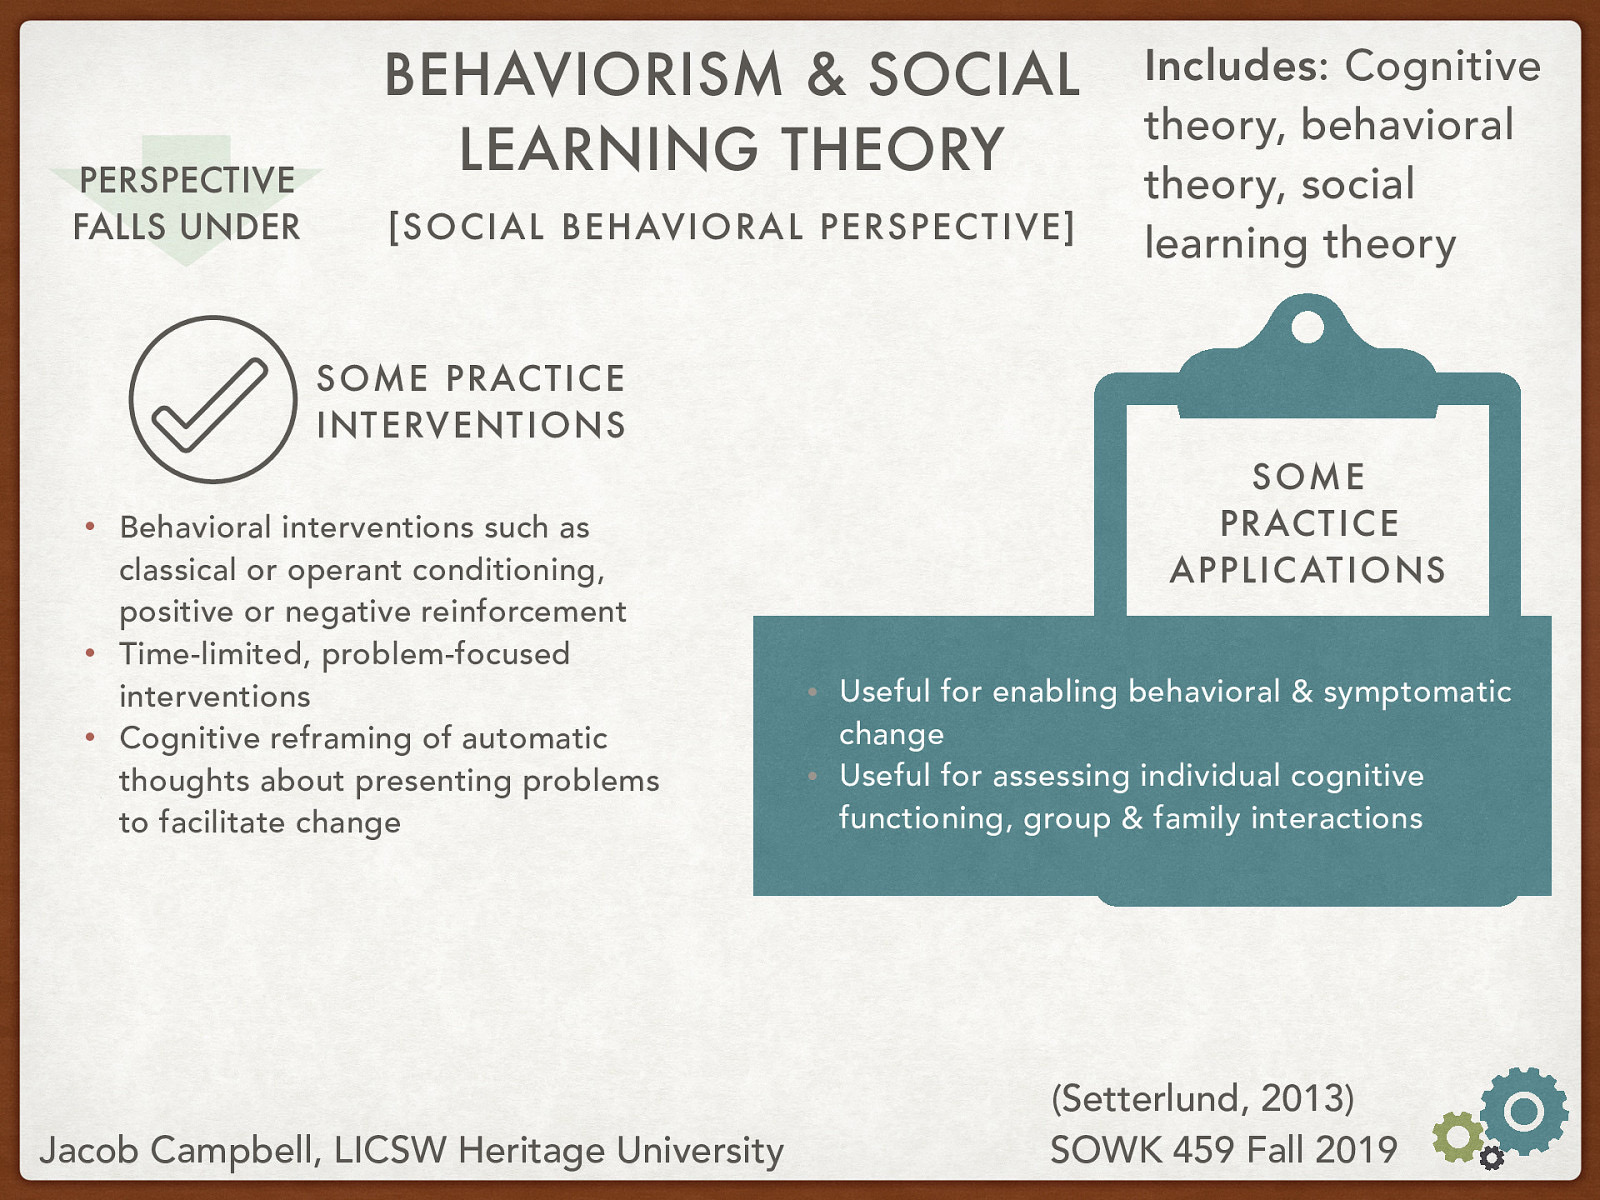 PERSPECTIVE
FALLS UNDER
BEHAVIORISM & SOCIAL
LEARNING THEORY
[SOCIAL BEHAVIORAL PERSPECTIVE]
Includes: Cognitive
theory, behavioral
theory, social
learning theory
SOME PRACTICE
INTERVENTIONS
• Behavioral interventions such as
classical or operant conditioning,
positive or negative reinforcement
• Time-limited, problem-focused
interventions
• Cognitive reframing of automatic
thoughts about presenting problems
to facilitate change
SOME
PRACTICE
APPLICATIONS
• Useful for enabling behavioral & symptomatic
change
• Useful for assessing individual cognitive
functioning, group & family interactions
(Setterlund, 2013)
Jacob Campbell, LICSW Heritage University
SOWK 459 Fall 2019